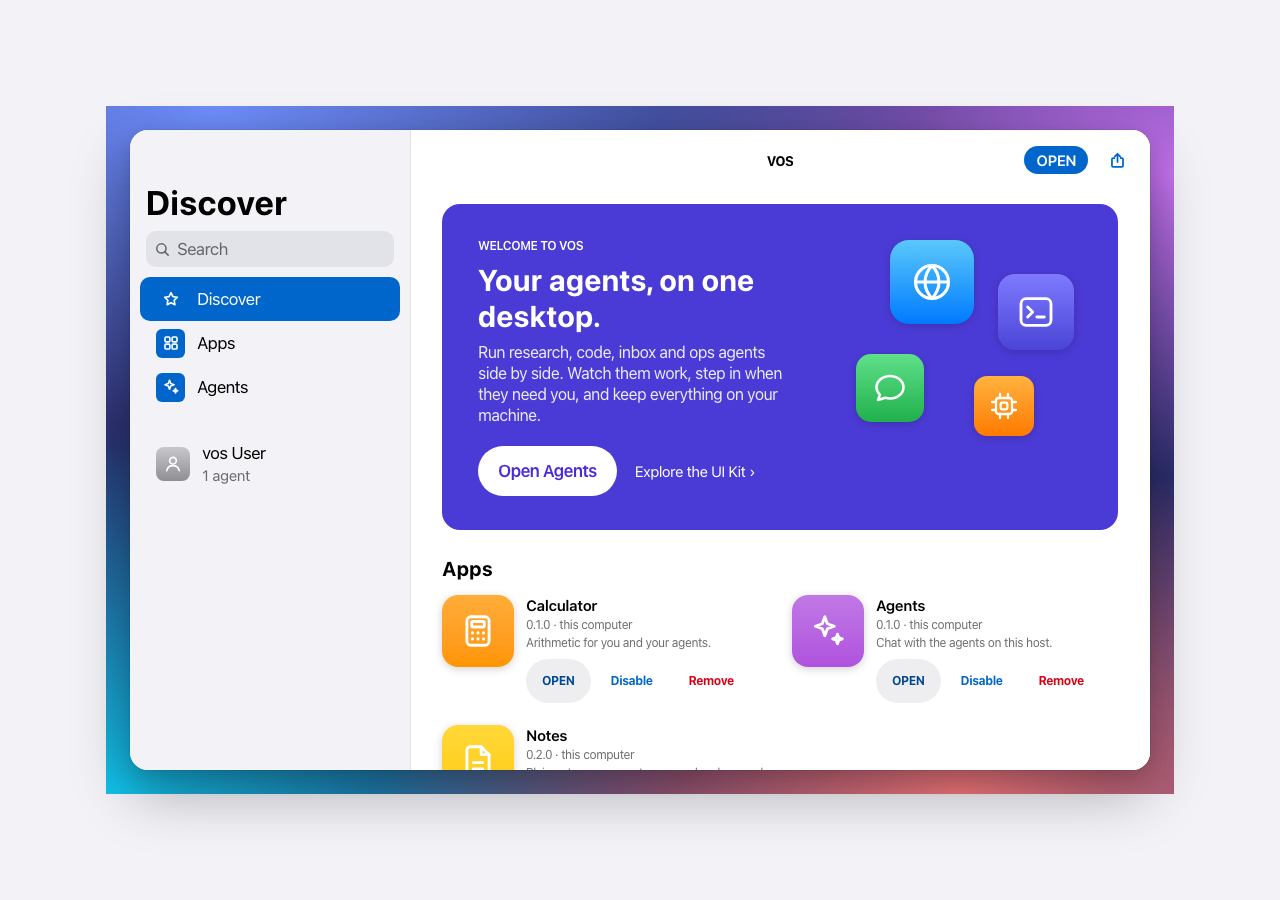 VOS
OPEN
Discover
Search
Discover
Apps
Agents
vos User
1 agent
WELCOME TO VOS
Your agents, on one
desktop.
Run research, code, inbox and ops agents
side by side. Watch them work, step in when
they need you, and keep everything on your
machine.
Open Agents
Explore the UI Kit ›
Apps
Calculator
0.1.0 · this computer
Arithmetic for you and your agents.
OPEN Disable Remove
Agents
0.1.0 · this computer
Chat with the agents on this host.
OPEN Disable Remove
Notes
0.2.0 · this computer